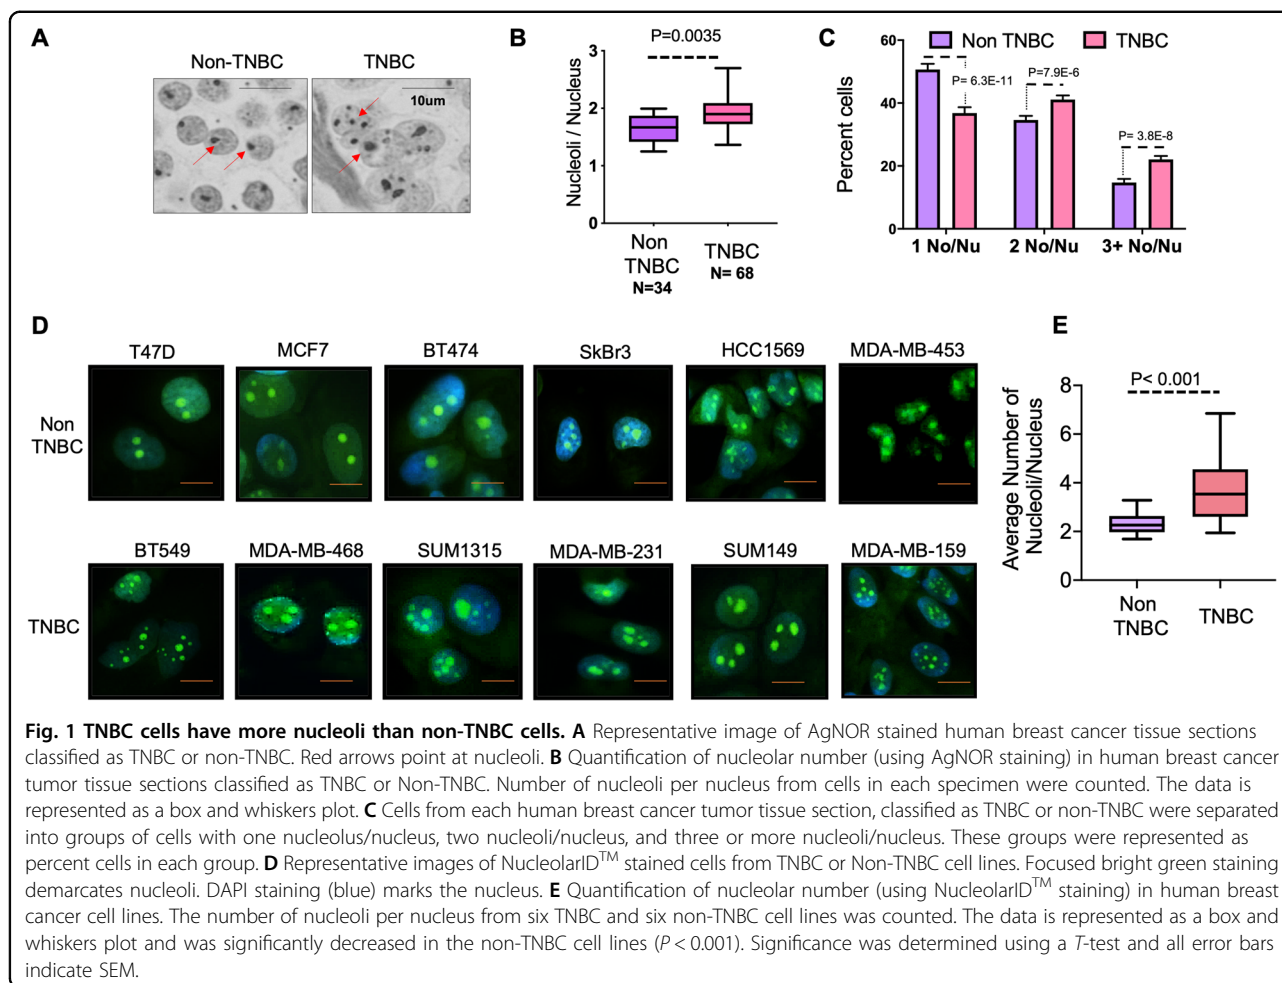 A
Non-TNBC
TNBC
10um
B
P=0.0035
Nucleoli / Nucleus
3
2
1
0
Non
TNBC
N=34
TNBC
N= 68
C
Non TNBC
TNBC
Percent cells
60
40
20
0
P= 6.3E-11
P=7.9E-6
P= 3.8E-8
1 No/Nu
2 No/Nu
3+ No/Nu
D
T47D
MCF7
BT474
SkBr3
HCC1569
MDA-MB-453
Non
TNBC
BT549
MDA-MB-468
SUM1315
MDA-MB-231
SUM149
MDA-MB-159
TNBC
E
P< 0.001
Average Number of
Nucleoli/Nucleus
8
6
4
2
0
Non
TNBC
TNBC
Fig. 1 TNBC cells have more nucleoli than non-TNBC cells. A Representative image of AgNOR stained human breast cancer tissue sections
classified as TNBC or non-TNBC. Red arrows point at nucleoli. B Quantification of nucleolar number (using AgNOR staining) in human breast cancer
tumor tissue sections classified as TNBC or Non-TNBC. Number of nucleoli per nucleus from cells in each specimen were counted. The data is
represented as a box and whiskers plot. C Cells from each human breast cancer tumor tissue section, classified as TNBC or non-TNBC were separated
into groups of cells with one nucleolus/nucleus, two nucleoli/nucleus, and three or more nucleoli/nucleus. These groups were represented as
percent cells in each group. D Representative images of NucleolarID™ stained cells from TNBC or Non-TNBC cell lines. Focused bright green staining
demarcates nucleoli. DAPI staining (blue) marks the nucleus. E Quantification of nucleolar number (using NucleolarID™ staining) in human breast
cancer cell lines. The number of nucleoli per nucleus from six TNBC and six non-TNBC cell lines was counted. The data is represented as a box and
whiskers plot and was significantly decreased in the non-TNBC cell lines (P < 0.001). Significance was determined using a T-test and all error bars
indicate SEM.